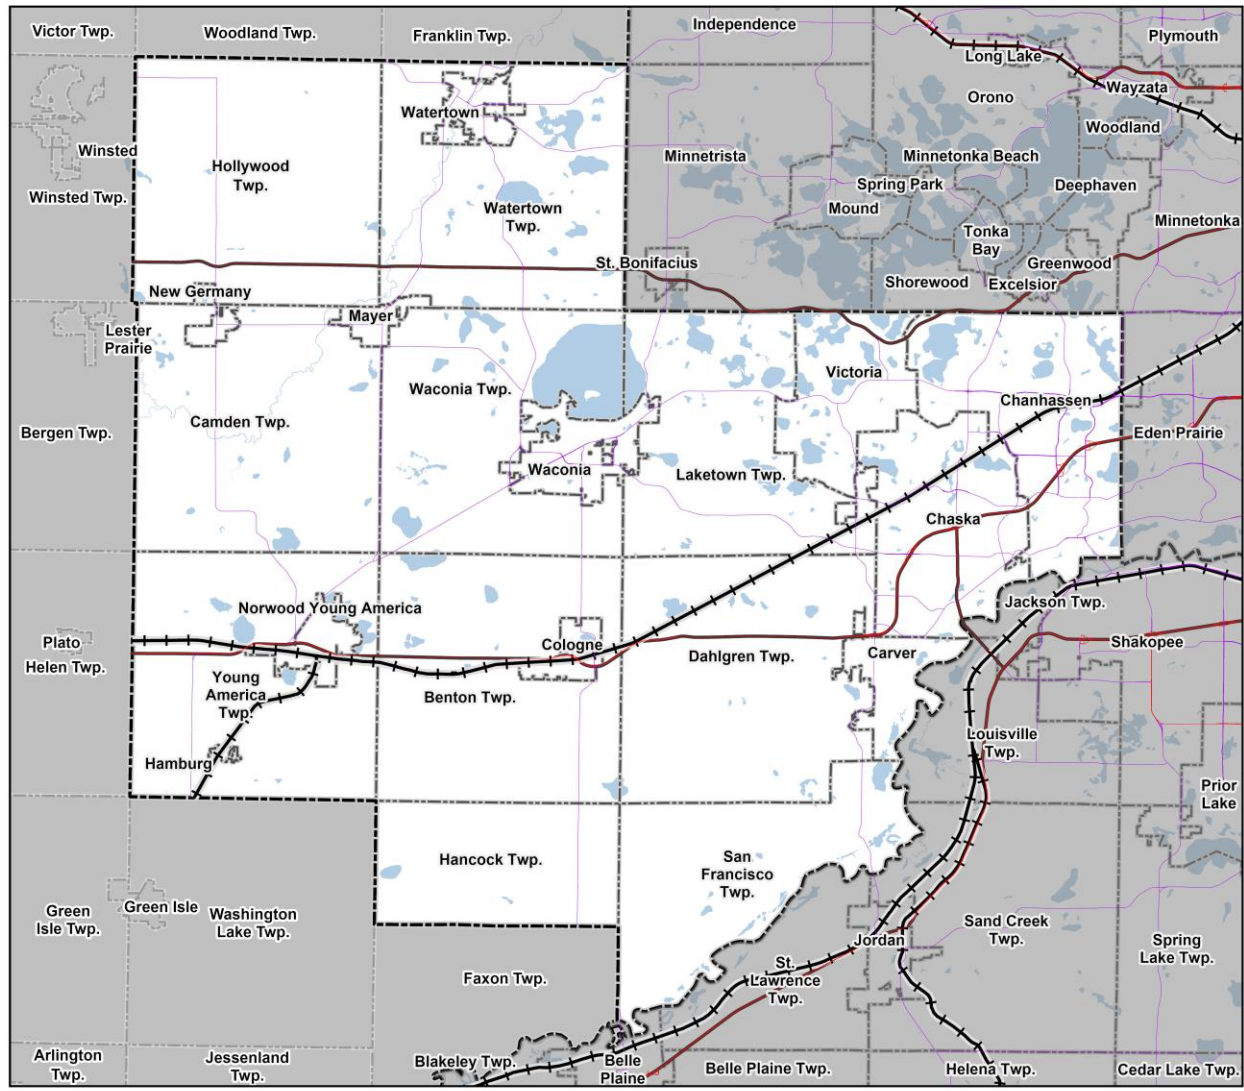 Victor Twp.
Woodland Twp.
Franklin Twp.
Independence
Plymouth
Long Lake
Wayzata
Orono
Watertown
Woodland
Winsted
Hollywood
Twp.
Minnetrista
Minnetonka Beach
Spring Park
Deephaven
Winsted Twp.
Watertown
Twp.
Mound
Minnetonka
Tonka
Bay
St. Bonifacius
Greenwood
Shorewood
Excelsior
New Germany
Mayer
Lester
Prairie
Victoria
Waconia Twp.
Chanhassen
Camden Twp.
Bergen Twp.
Eden Prairie
Waconia
Laketown Twp.
Chaska
Norwood Young America
Jackson Twp.
Plato
Cologne
Shakopee
Helen Twp.
Dahlgren Twp.
Carver
Young
America
Twp.
Benton Twp.
Louisville
Twp.
Hamburg
Prior
Lake
Hancock Twp.
San
Francisco
Twp.
Green
Isle Twp.
Green Isle
Washington
Lake Twp.
Sand Creek
Twp.
Jordan
Spring
Lake Twp.
St.
Lawrence
Twp.
Faxon Twp.
Arlington
Twp.
Jessenland
Twp.
Blakeley Twp.
Belle
Plaine
Belle Plaine Twp.
Helena Twp.
Cedar Lake Twp.